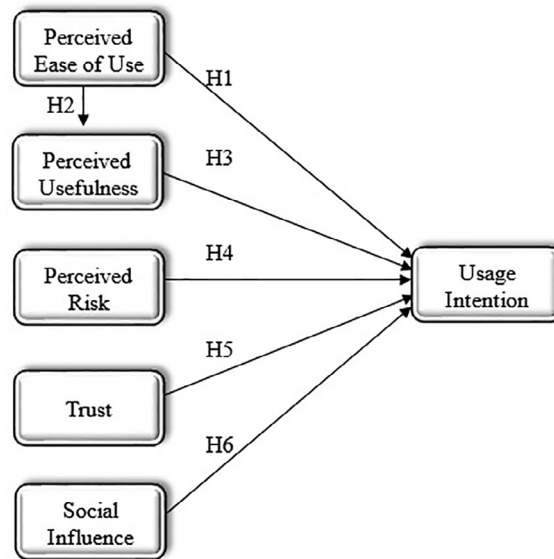 Perceived
Ease of Use
H1
H2
Perceived
Usefulness
H3
Perceived
Risk
H4
Usage
Intention
Trust
H5
Social
Influence
H6